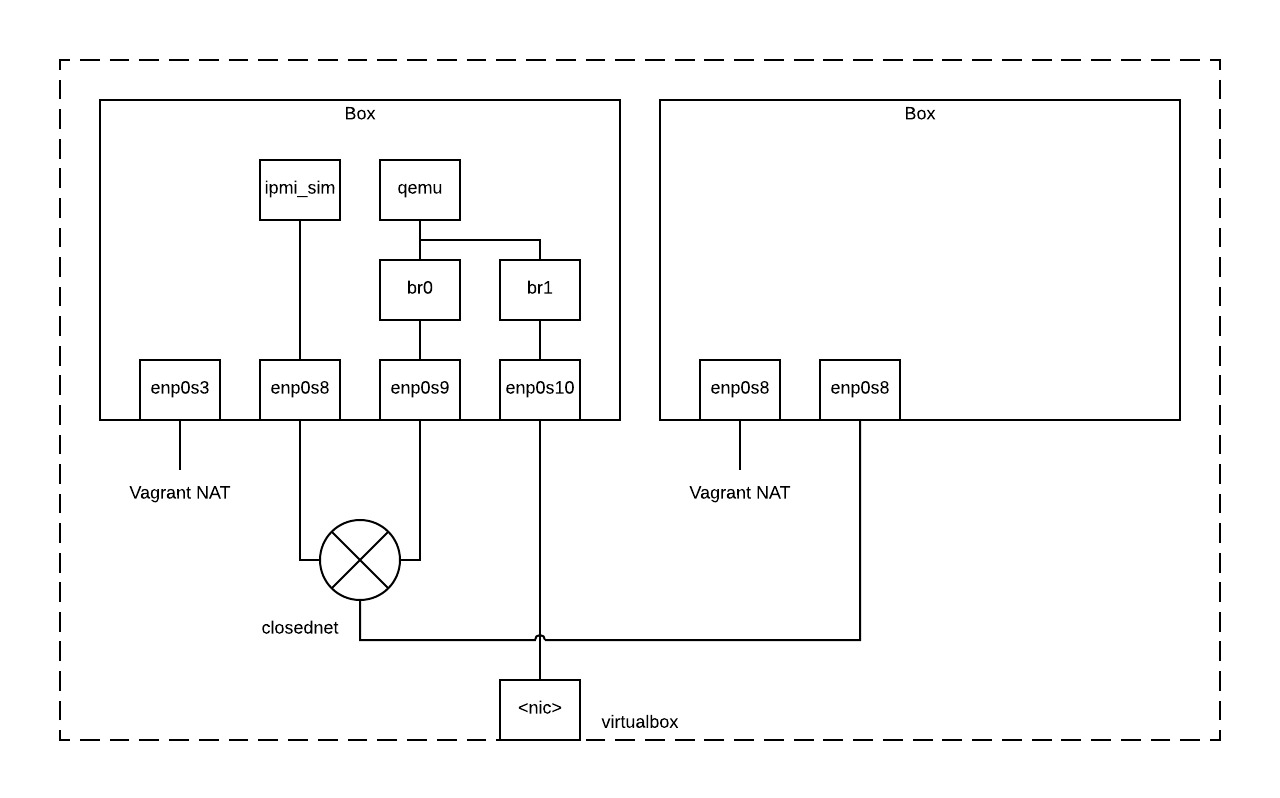 Box
Box
ipmi_sim
qemu
br0
br1
enp0s3
enp0s8
enp0s9
enp0s10
enp0s8
enp0s8
Vagrant NAT
Vagrant NAT
closednet
<nic>
virtualbox